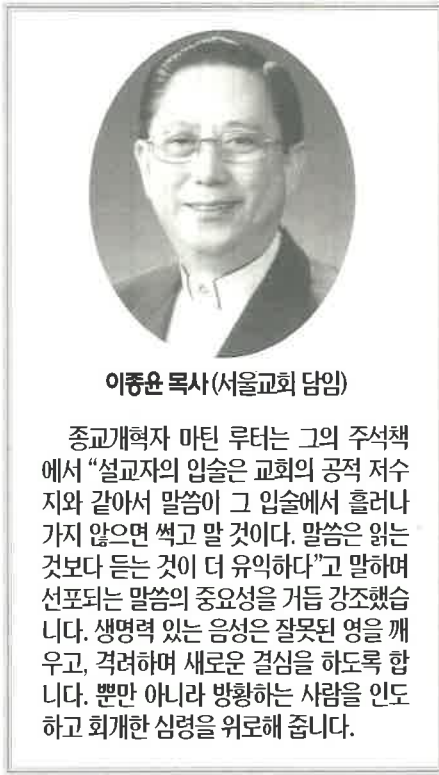 이종윤 목사(서울교회 담임)
종교개혁자 마틴 루터는 그의 주석책
에서 “설교자의 입술은 교회의 공적 저수
지와 같아서 말씀이 그 입술에서 흘러나
가지 않으면 썩고 말 것이다. 말씀은 읽는
것보다 듣는 것이 더 유익하다”고 말하며
선포되는 말씀의 중요성을 거듭 강조했습
니다. 생명력 있는 음성은 잘못된 영을 깨
우고, 격려하며 새로운 결심을 하도록 합
니다. 뿐만 아니라 방황하는 사람을 인도
하고 회개한 심령을 위로해 줍니다.